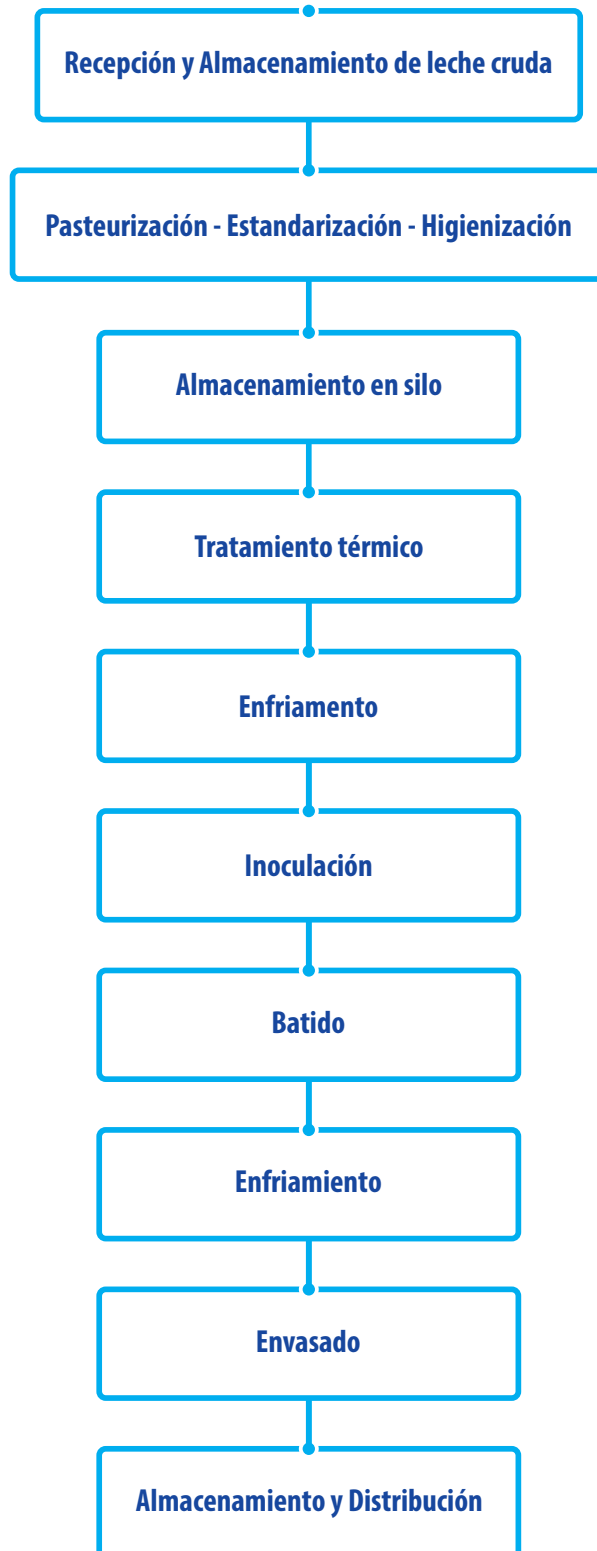 Recepción y Almacenamiento de leche cruda
Pasteurización - Estandarización - Higienización
Almacenamiento en silo
Tratamiento térmico
Enfriamento
Inoculación
Batido
Enfriamiento
Envasado
Almacenamiento y Distribución